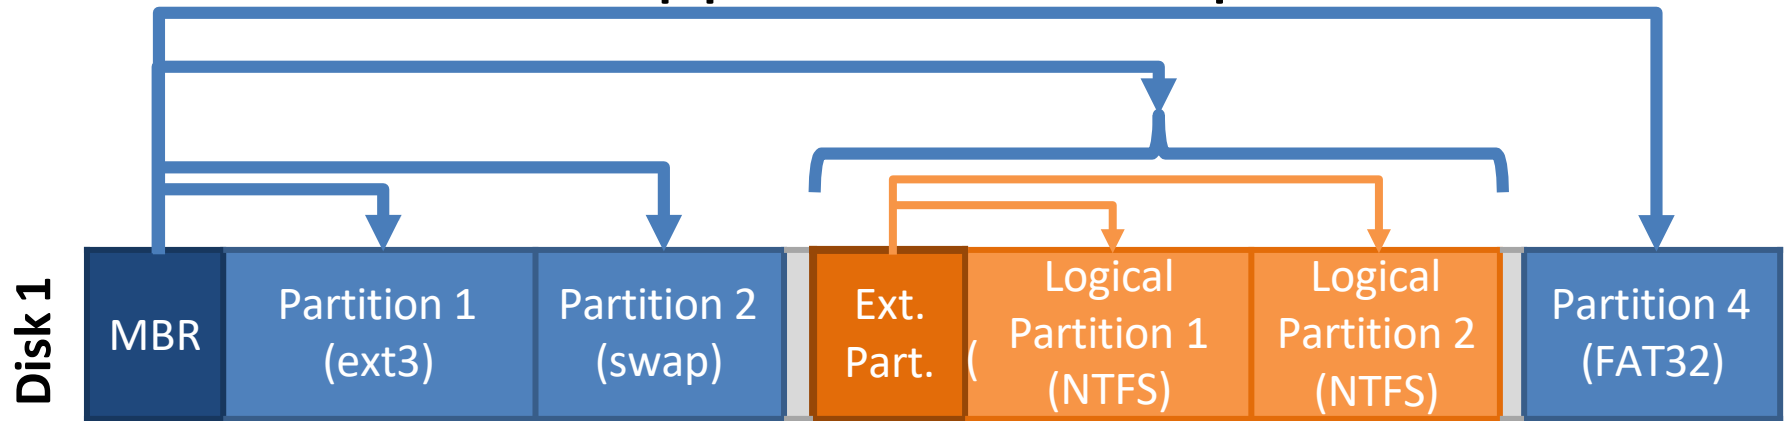 Disk 1
MBR
Partition 1
(ext3)
Partition 2
(swap)
Ext.
Part.
(
Logical
Partition 1
(NTFS)
Logical
Partition 2
(NTFS)
Partition 4
(FAT32)